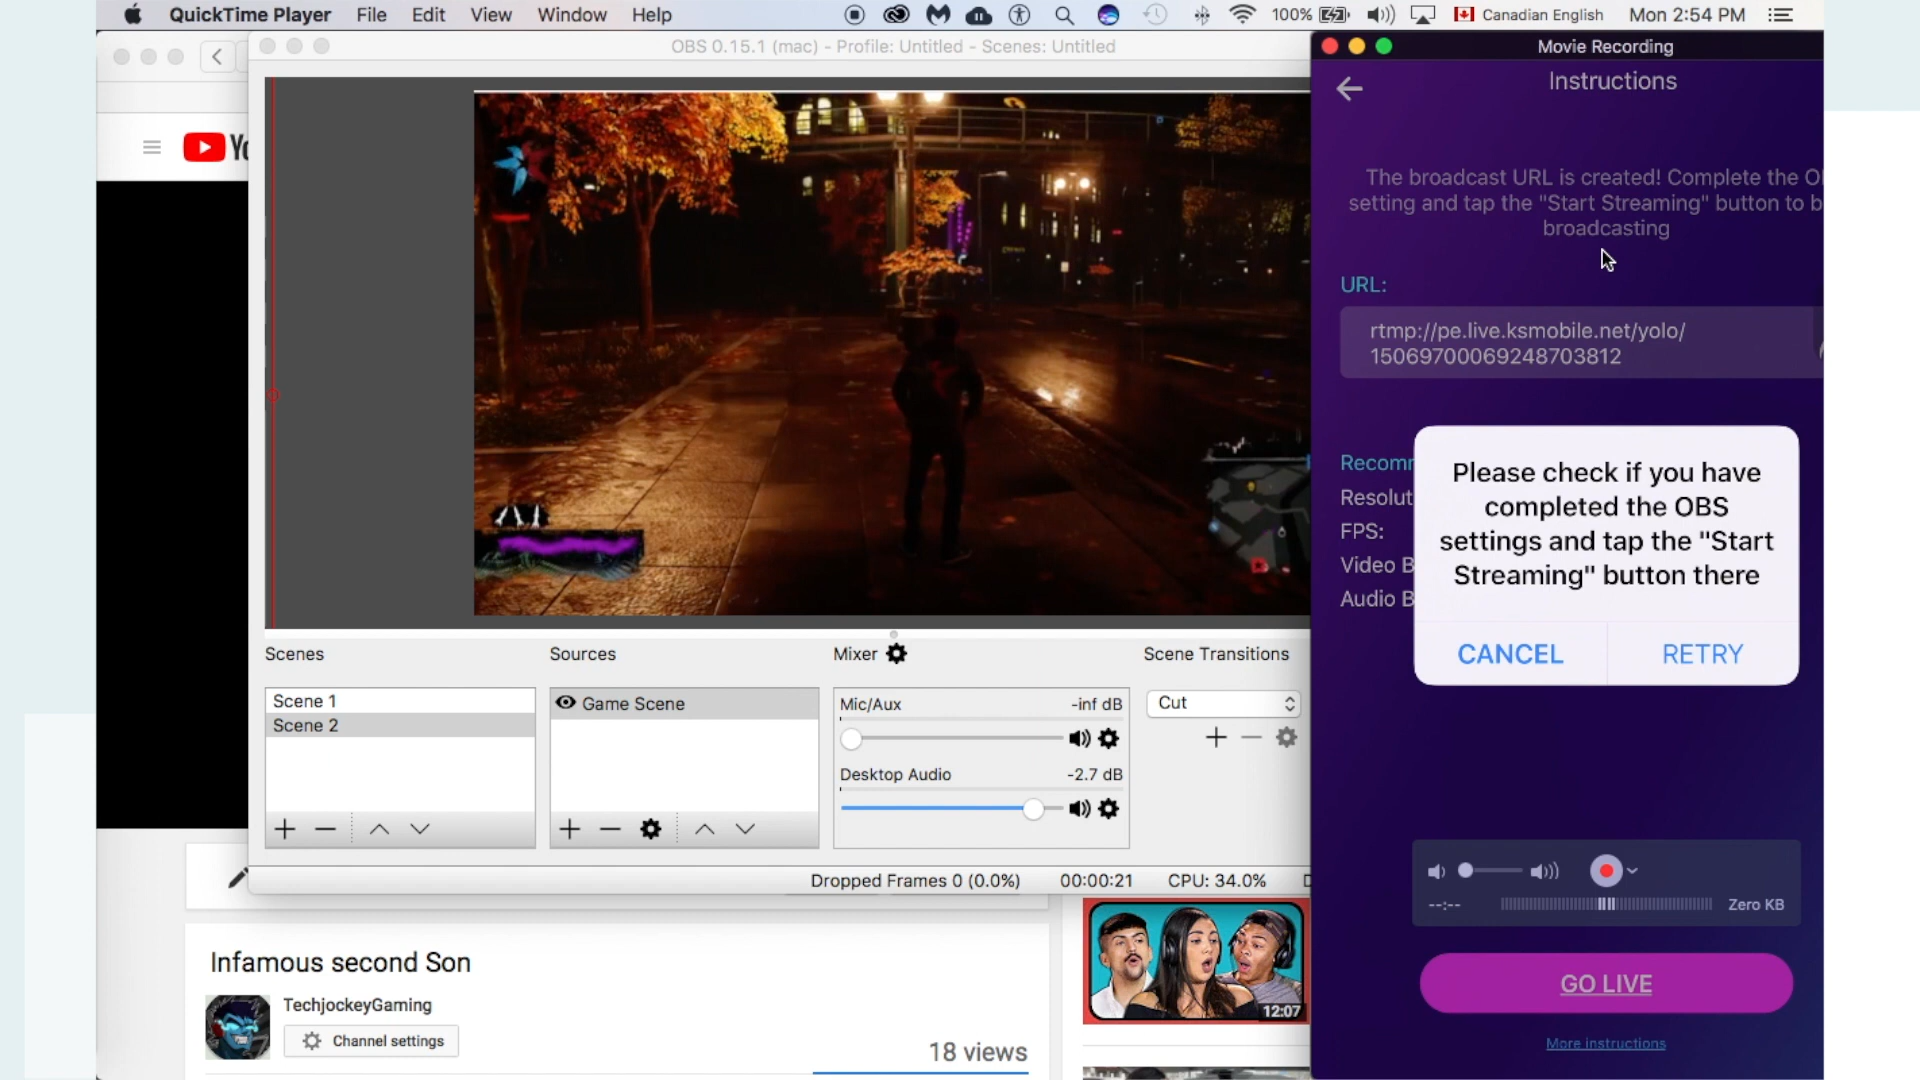 QuickTime Player File Edit View Window Help 100% Canadian English Mon 2:54 PM
OBS 0.15.1 (mac) - Profile: Untitled - Scenes: Untitled
Scenes
Scene 1
Scene 2
Sources
Game Scene
Mixer
Mic/Aux -inf dB
Desktop Audio -2.7 dB
Scene Transitions
Cut
Dropped Frames 0 (0.0%) 00:00:21 CPU: 34.0%
Infamous second Son
TechjockeyGaming
Channel settings
18 views
12:07
Movie Recording
Instructions
The broadcast URL is created! Complete the
setting and tap the "Start Streaming" button to
broadcasting
URL:
rtmp://pe.live.ksmobile.net/yolo/
15069700069248703812
Recomm
Resolut
FPS:
Video B
Audio B
Please check if you have
completed the OBS
settings and tap the "Start
Streaming" button there
CANCEL RETRY
--:-- Zero KB
GO LIVE
More instructions